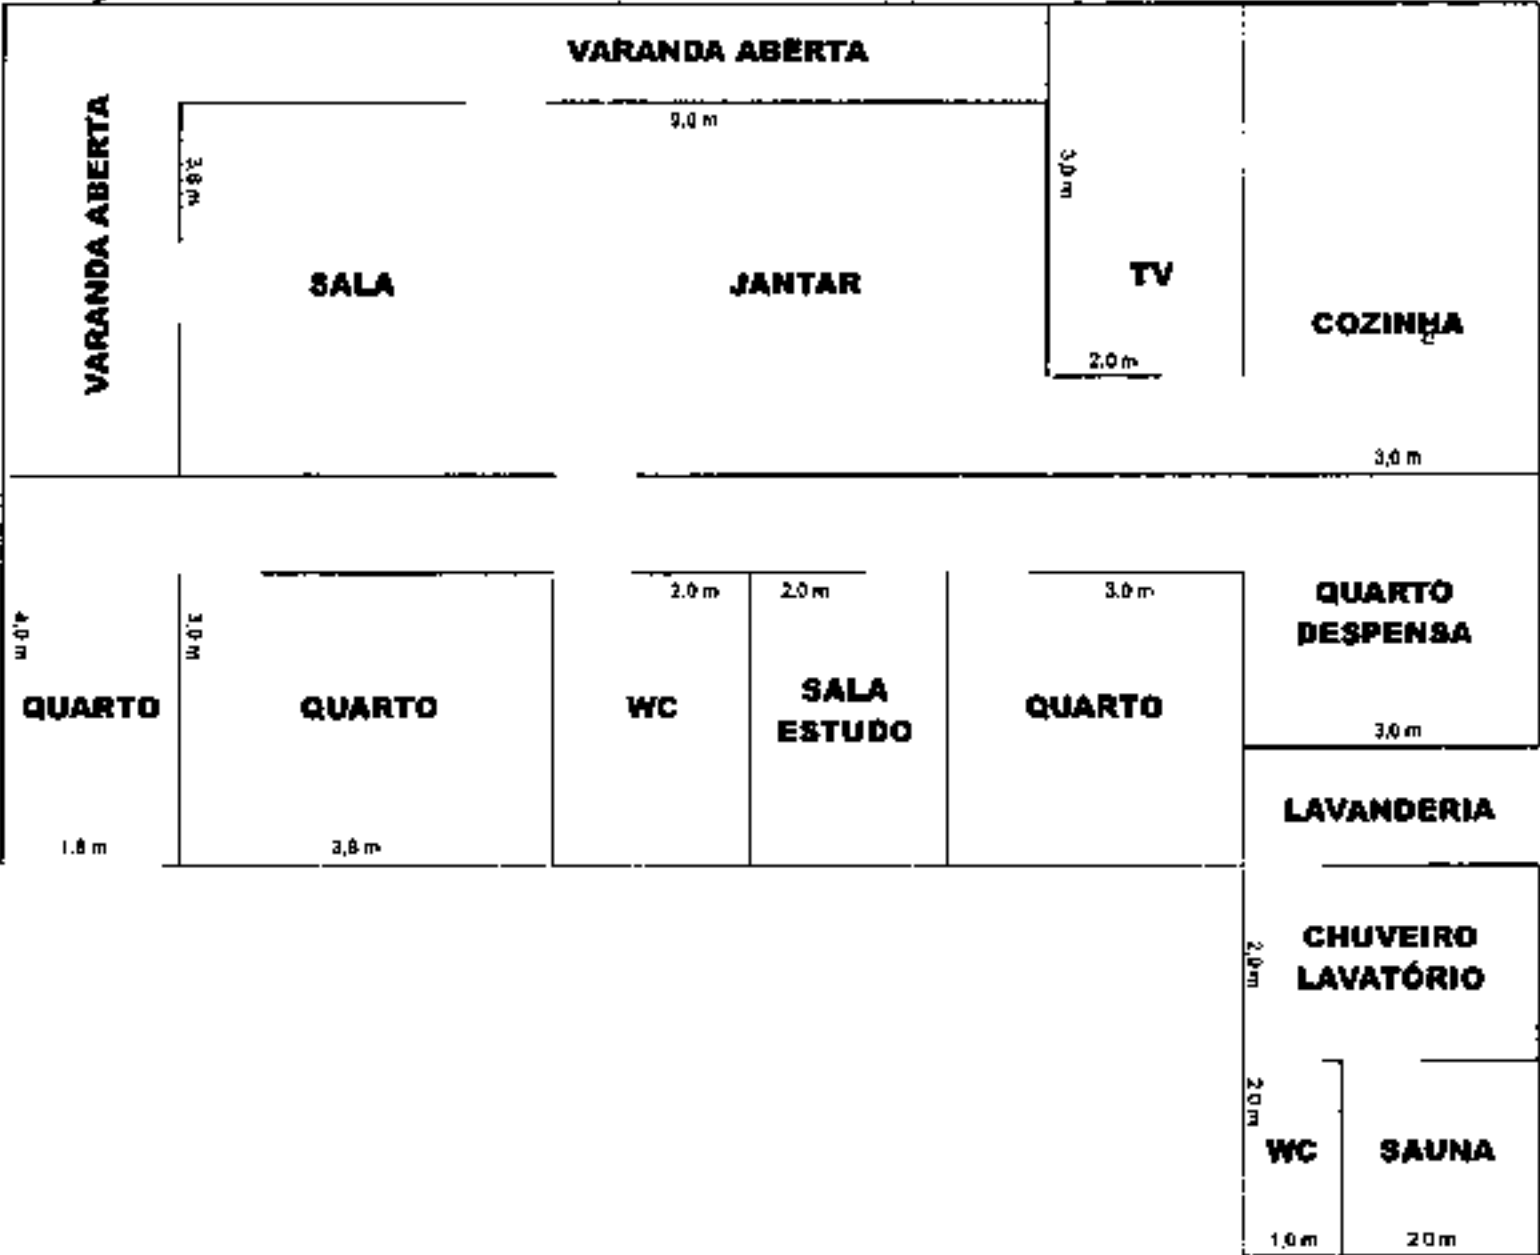 VARANDA ABERTA
VARANDA ABERTA
9,0 m
3,8 m
3,0 m
SALA
JANTAR
TV
COZINHA
2.0 m
3,0 m
4,0 m
3,0 m
2.0 m
2.0 m
3.0 m
QUARTO
DESPENSA
QUARTO
QUARTO
WC
SALA
ESTUDO
QUARTO
3,0 m
LAVANDERIA
1.8 m
3,8 m
CHUVEIRO
LAVATÓRIO
2,0 m
2 0 m
WC
SAUNA
1,0 m
2 0 m